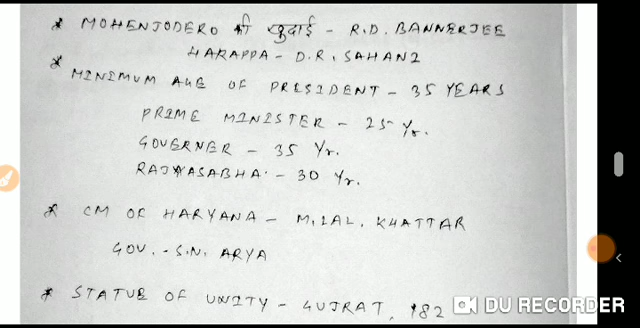 * MOHENJODERO की खुदाई - R.D. BANNERJEE
HARAPPA - D.R. SAHANI
* MINIMUM AGE OF PRESIDENT - 35 YEARS
PRIME MINISTER - 25 Yr.
GOVERNER - 35 Yr.
RAJYASABHA - 30 Yr.
* CM OF HARYANA - M. LAL. KHATTAR
GOV. - S.N. ARYA
* STATUE OF UNITY - GUJRAT, 182
DU RECORDER